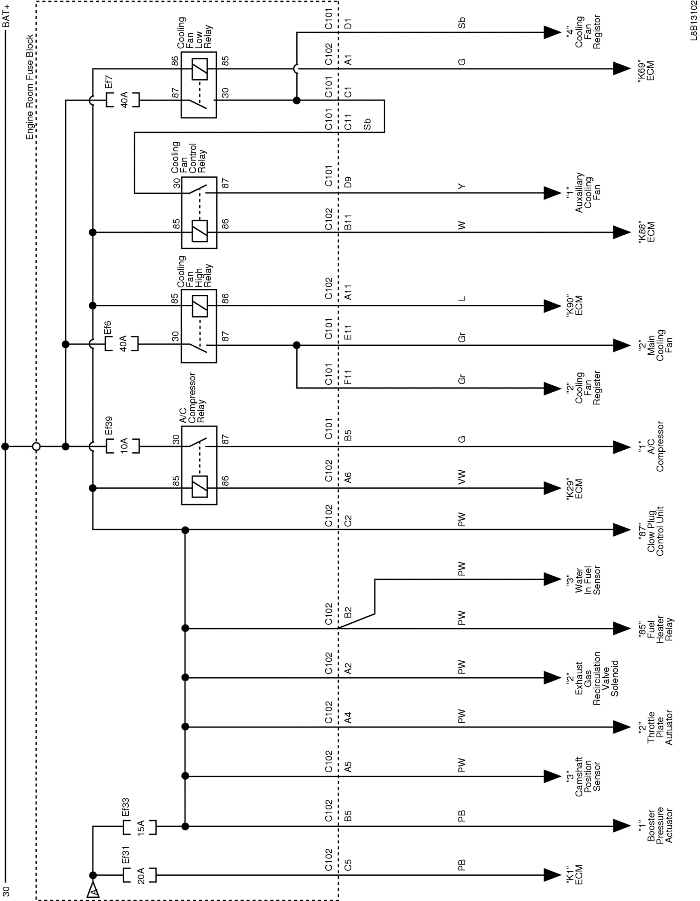 BAT+
30
L8B13102
Engine Room Fuse Block
Cooling
Fan
Low
Relay
86
85
87
30
Ef7
40A
C101
D1
Sb
"4"
Cooling
Fan
Registor
C102
A1
G
"K69"
ECM
C101
C1
C101
C11
Sb
Cooling
Fan
Control
Relay
30
87
85
86
C101
D9
Y
"1"
Auxailiary
Cooling
Fan
C102
B11
W
"K68"
ECM
Cooling
Fan
High
Relay
85
86
30
87
Ef6
40A
C102
A11
L
"K90"
ECM
C101
E11
Gr
"2"
Main
Cooling
Fan
C101
F11
Gr
"2"
Cooling
Fan
Register
A/C
Compressor
Relay
30
87
85
86
Ef39
10A
C101
B5
G
"1"
A/C
Compressor
C102
A6
VW
"K29"
ECM
C102
C2
PW
"87"
Clow Plug
Control Unit
PW
"3"
Water
In Fuel
Sensor
C102
B2
PW
"85"
Fuel
Heater
Relay
C102
A2
PW
"2"
Exhaust
Gas
Recirculation
Valve
Solenoid
C102
A4
PW
"2"
Throttle
Plate
Autuator
C102
A5
PW
"3"
Camshaft
Position
Sensor
Ef33
15A
C102
B5
PB
"1"
Booster
Pressure
Actuator
A
Ef31
20A
C102
C5
PB
"K1"
ECM